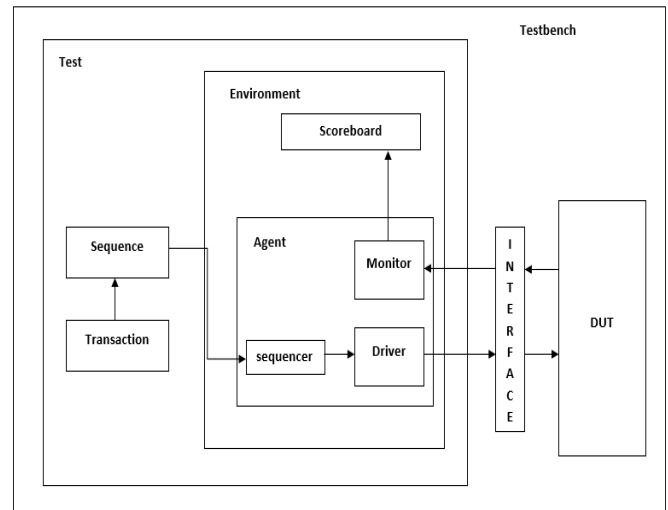 Testbench
Test
Environment
Scoreboard
Agent
Sequence
Monitor
Transaction
sequencer
Driver
I
N
T
E
R
F
A
C
E
DUT